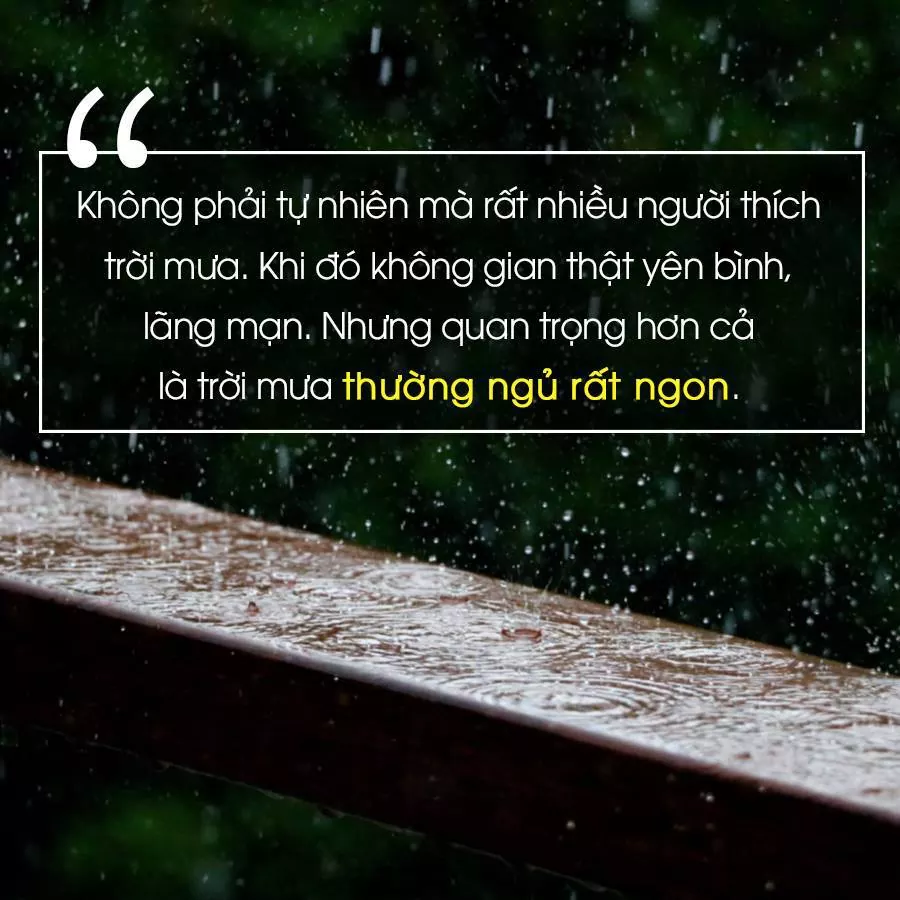 “
Không phải tự nhiên mà rất nhiều người thích
trời mưa. Khi đó không gian thật yên bình,
lãng mạn. Nhưng quan trọng hơn cả
là trời mưa thường ngủ rất ngon.